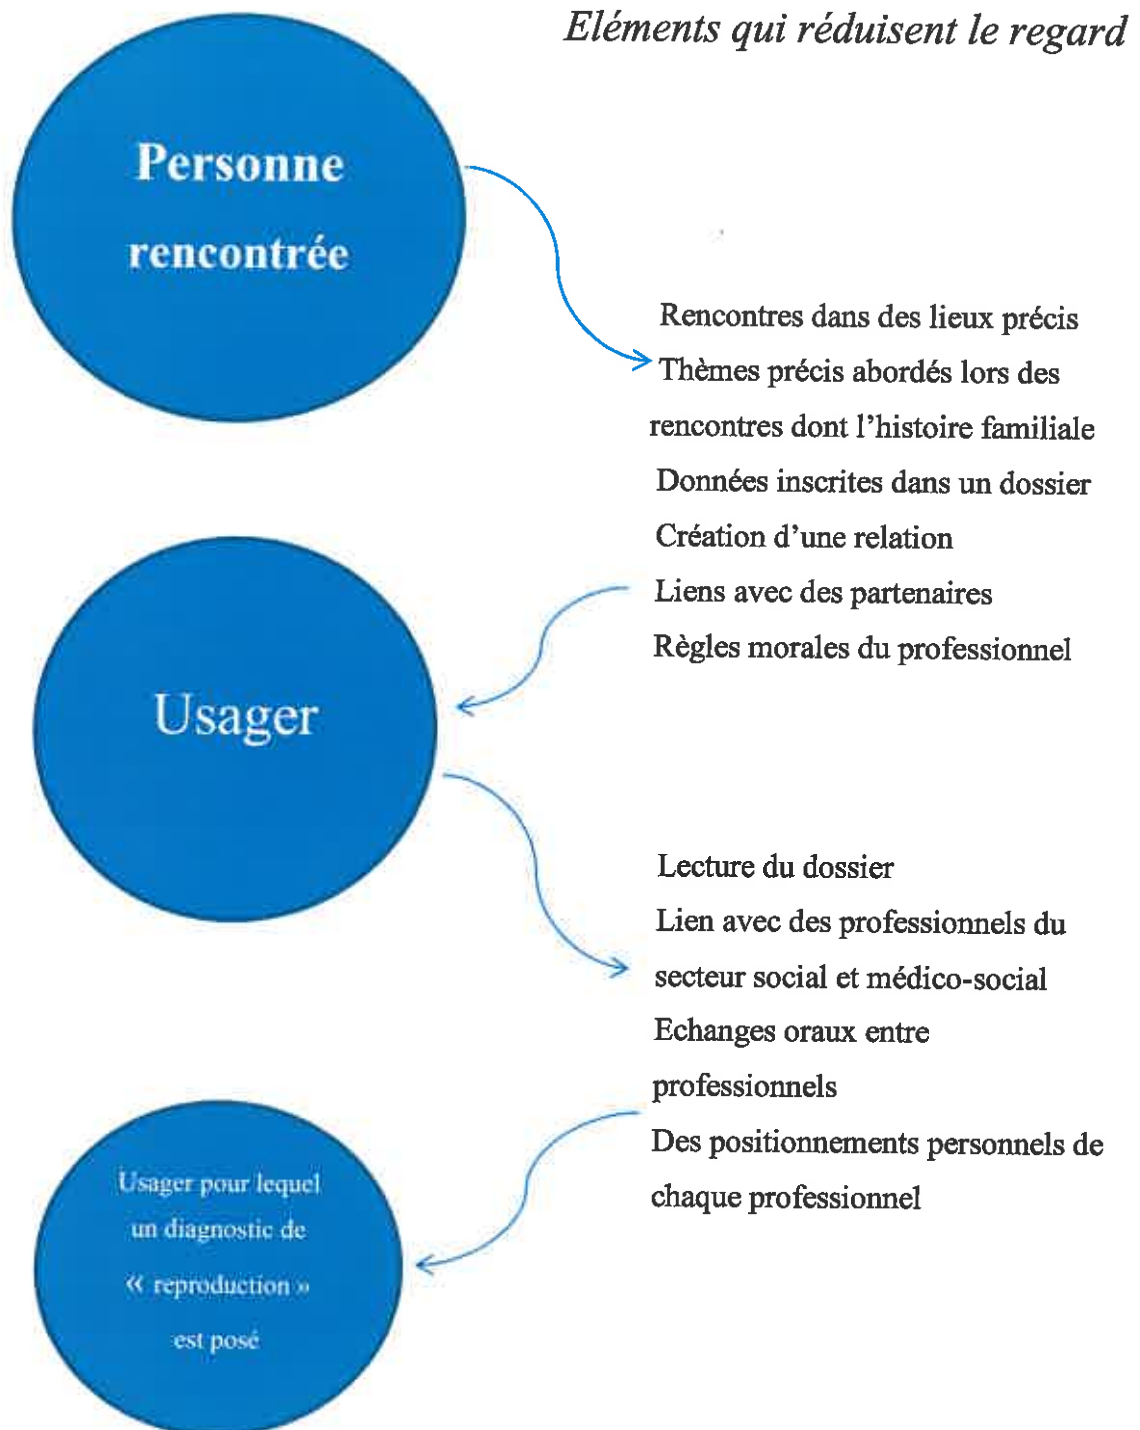 Eléments qui réduisent le regard
Personne
rencontrée
Rencontres dans des lieux précis
Thèmes précis abordés lors des
rencontres dont l'histoire familiale
Données inscrites dans un dossier
Création d'une relation
Liens avec des partenaires
Règles morales du professionnel
Usager
Lecture du dossier
Lien avec des professionnels du
secteur social et médico-social
Echanges oraux entre
professionnels
Des positionnements personnels de
chaque professionnel
Usager pour lequel
un diagnostic de
« reproduction »
est posé